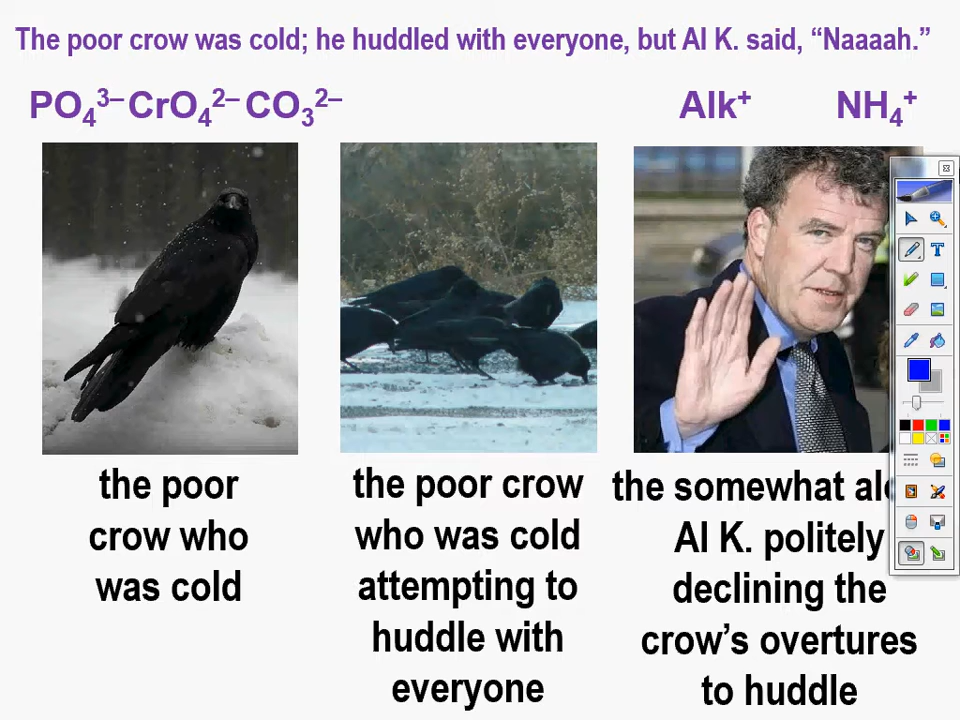 The poor crow was cold; he huddled with everyone, but Al K. said, “Naaaah.”
PO₄³⁻ CrO₄²⁻ CO₃²⁻ Alk⁺ NH₄⁺
the poor
crow who
was cold
the poor crow
who was cold
attempting to
huddle with
everyone
the somewhat
Al K. politely
declining the
crow’s overtures
to huddle